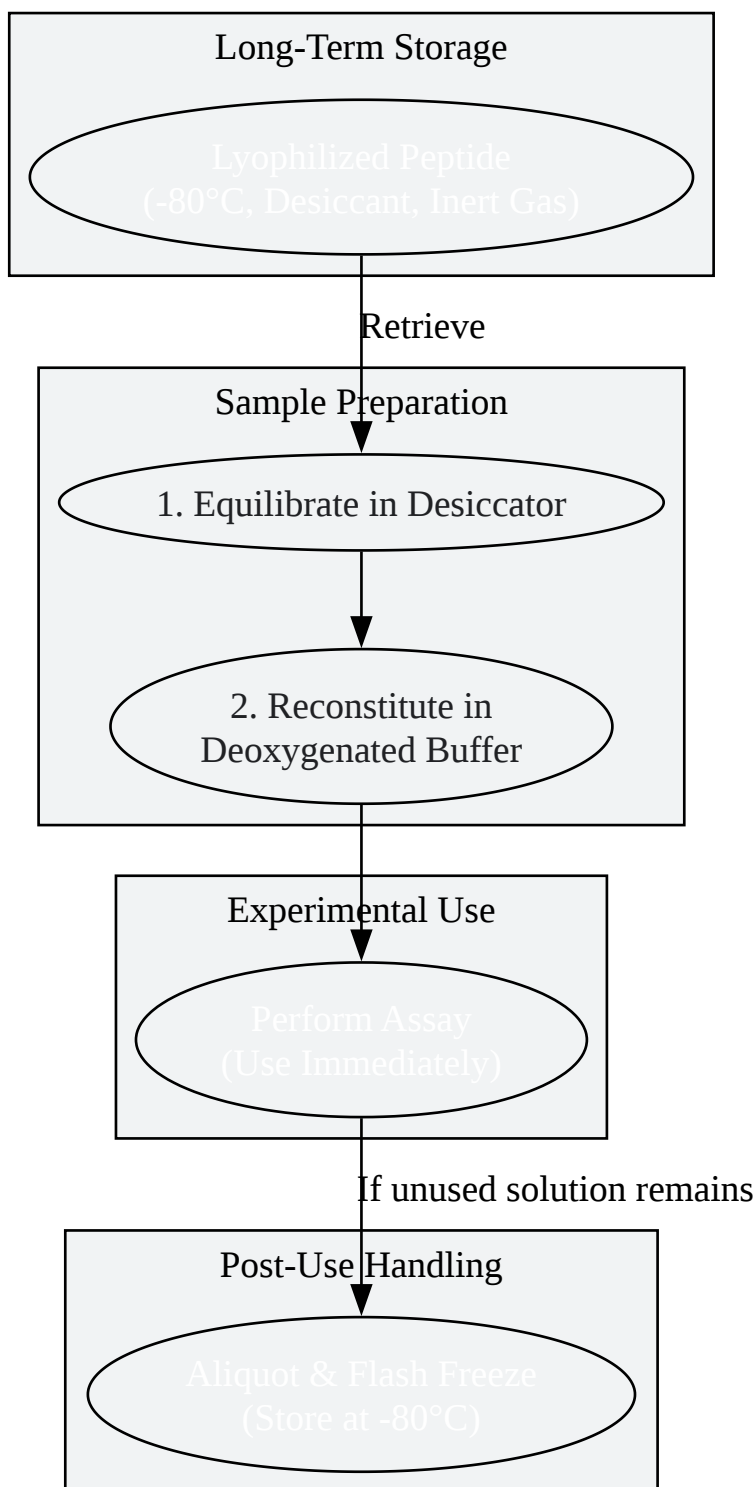 Long-Term Storage
Lyophilized Peptide
(-80°C, Desiccant, Inert Gas)
Retrieve
Sample Preparation
1. Equilibrate in Desiccator
2. Reconstitute in
Deoxygenated Buffer
Experimental Use
Perform Assay
(Use Immediately)
If unused solution remains
Post-Use Handling
Aliquot & Flash Freeze
(Store at -80°C)